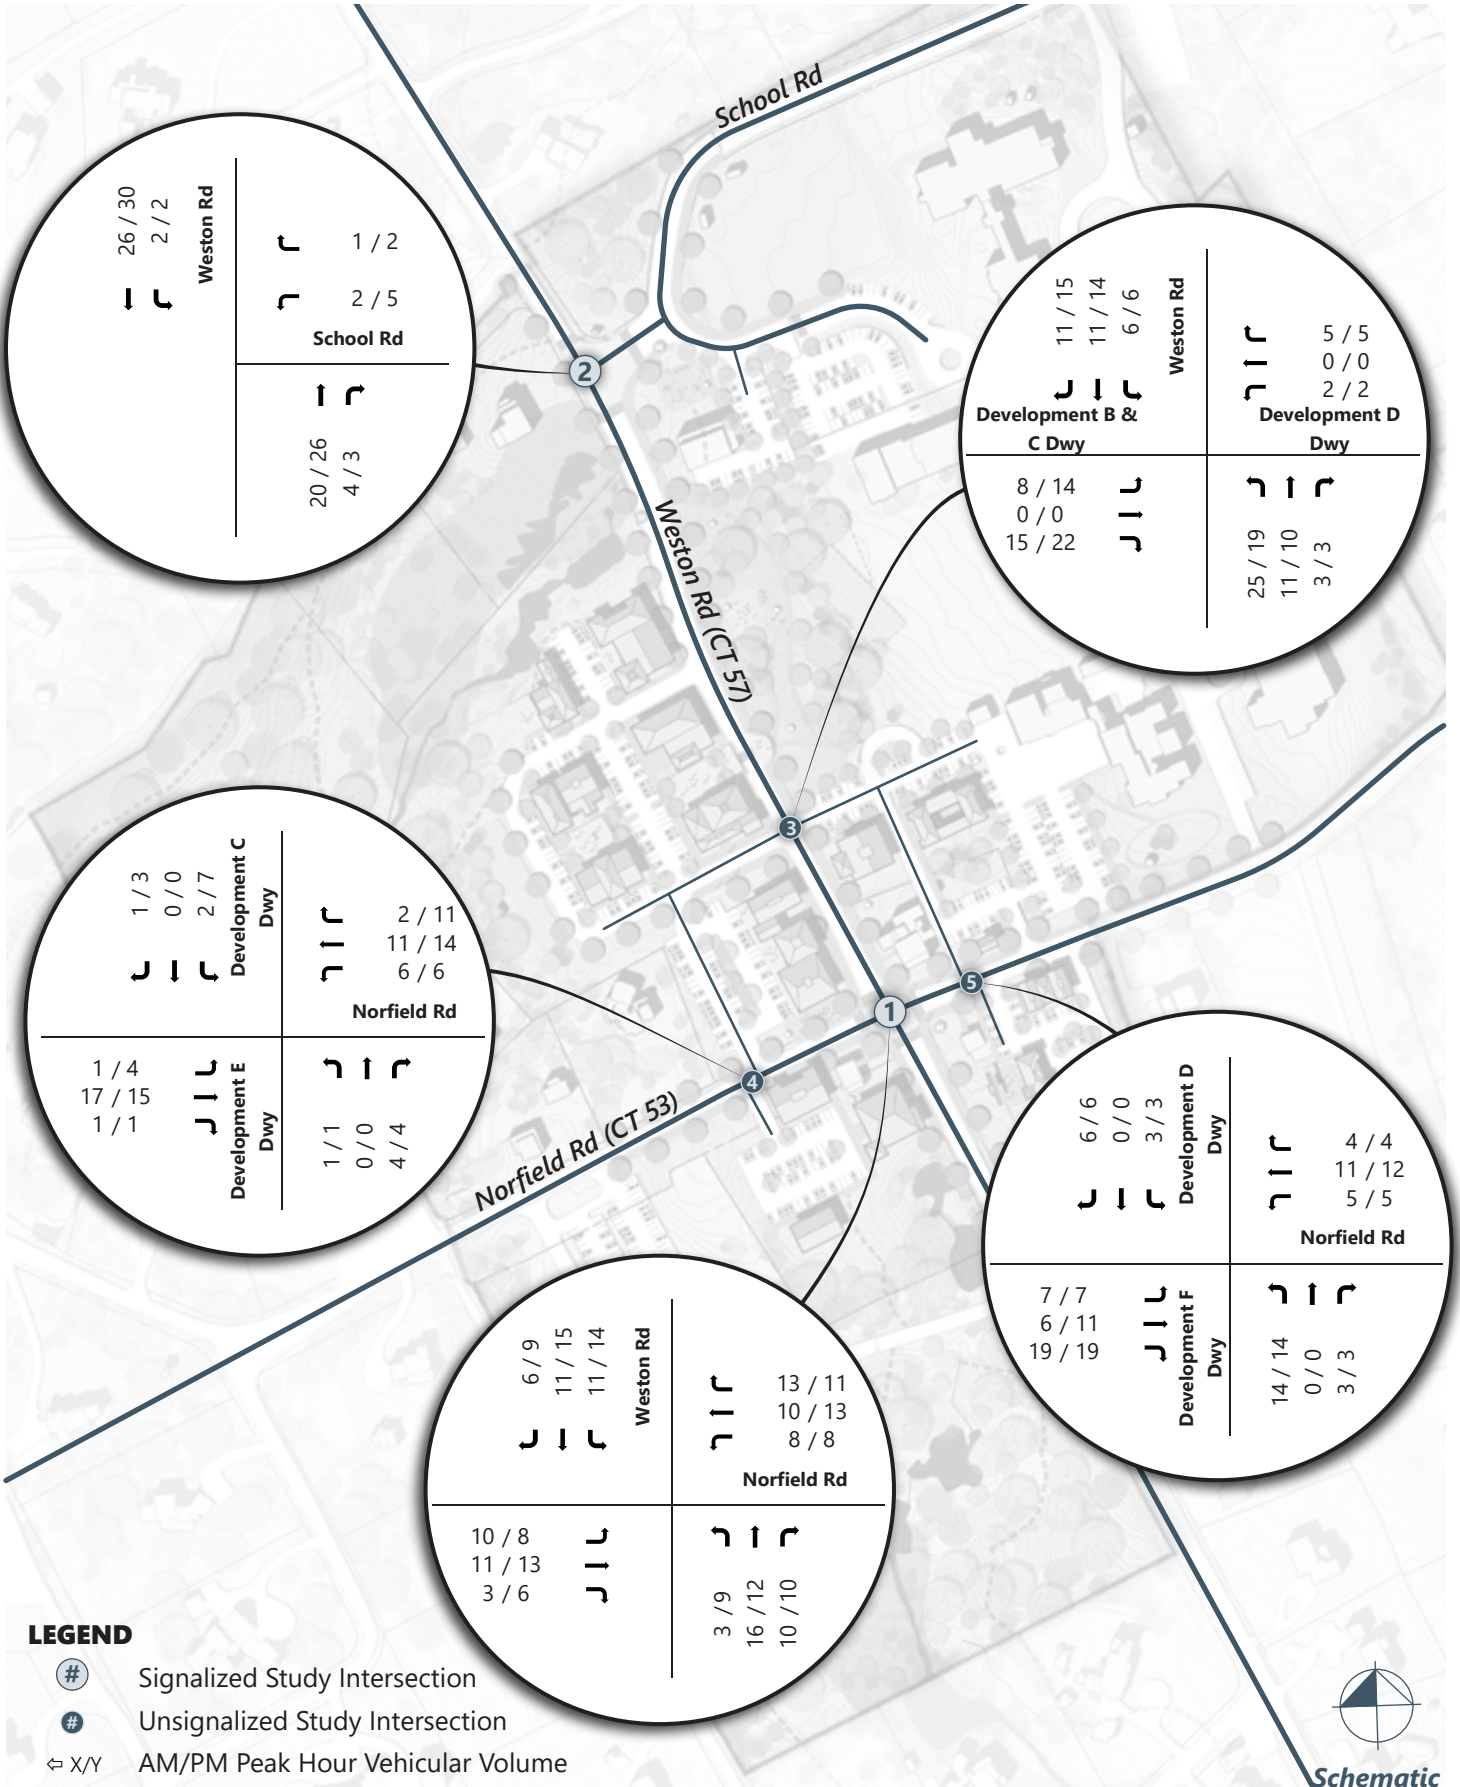 School Rd
26 / 30
2 / 2
Weston Rd
1 / 2
2 / 5
School Rd
20 / 26
4 / 3
2
11 / 15
11 / 14
6 / 6
Weston Rd
5 / 5
0 / 0
2 / 2
Development B &
C Dwy
Development D
Dwy
8 / 14
0 / 0
15 / 22
25 / 19
11 / 10
3 / 3
Weston Rd (CT 57)
3
1 / 3
0 / 0
2 / 7
Development C
Dwy
2 / 11
11 / 14
6 / 6
Norfield Rd
1 / 4
17 / 15
1 / 1
Development E
Dwy
1 / 1
0 / 0
4 / 4
5
1
4
Norfield Rd (CT 53)
6 / 6
0 / 0
3 / 3
Development D
Dwy
4 / 4
11 / 12
5 / 5
Norfield Rd
7 / 7
6 / 11
19 / 19
Development F
Dwy
14 / 14
0 / 0
3 / 3
6 / 9
11 / 15
11 / 14
Weston Rd
13 / 11
10 / 13
8 / 8
Norfield Rd
10 / 8
11 / 13
3 / 6
3 / 9
16 / 12
10 / 10
LEGEND
# Signalized Study Intersection
# Unsignalized Study Intersection
⇦ X/Y AM/PM Peak Hour Vehicular Volume
Schematic